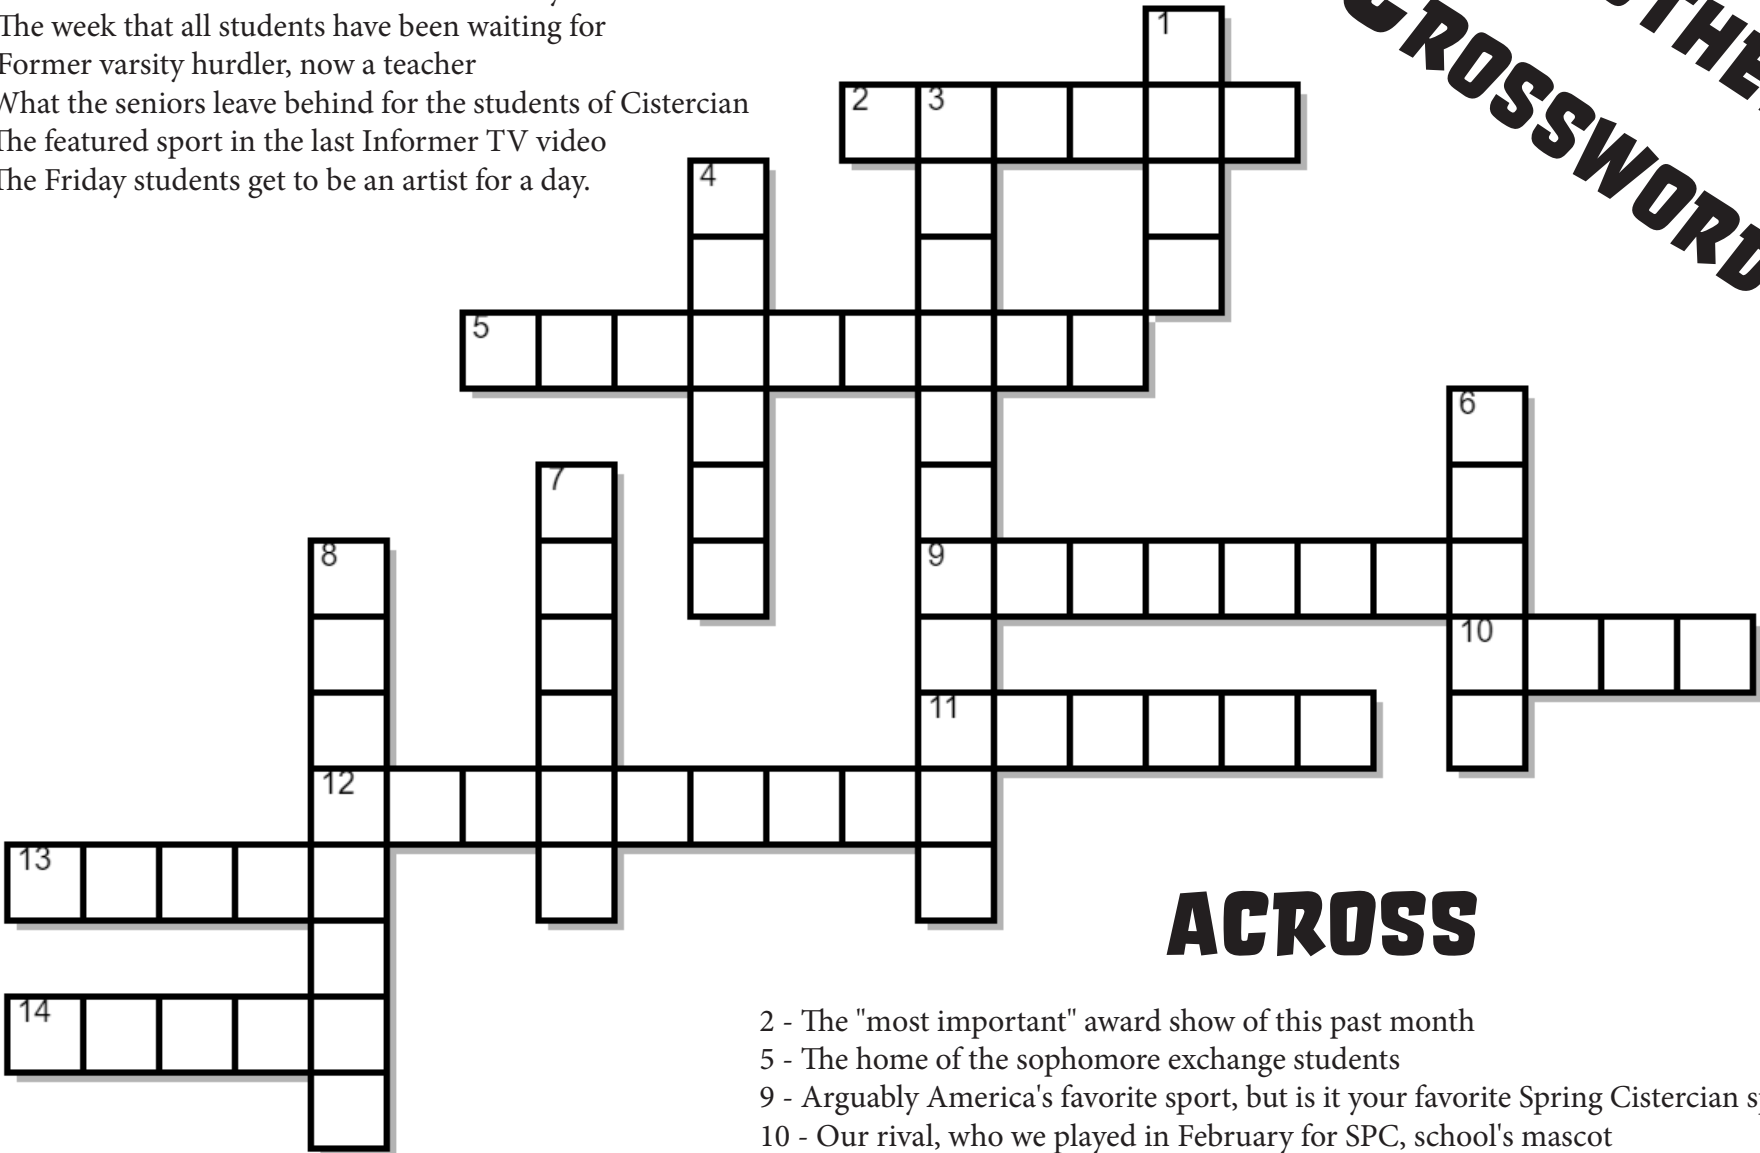 The week that all students have been waiting for
Former varsity hurdler, now a teacher
What the seniors leave behind for the students of Cistercian
The featured sport in the last Informer TV video
The Friday students get to be an artist for a day.
CROSSWORD
1
2 3
4
5
6
7
8
9
10
11
12
13
14
ACROSS
2 - The "most important" award show of this past month
5 - The home of the sophomore exchange students
9 - Arguably America's favorite sport, but is it your favorite Spring Cistercian
10 - Our rival, who we played in February for SPC, school's mascot